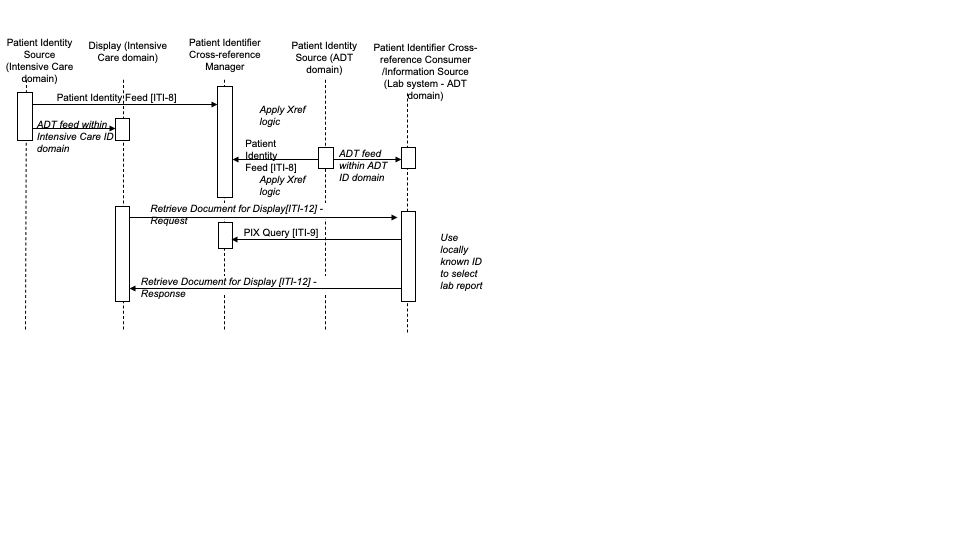 Patient Identity
Source
(Intensive Care
domain)
Display (Intensive
Care domain)
Patient Identifier
Cross-reference
Manager
Patient Identity
Source (ADT
domain)
Patient Identifier Cross-
reference Consumer
/Information Source
(Lab system - ADT
domain)
Patient Identity Feed [ITI-8]
Apply Xref
logic
ADT feed within
Intensive Care ID
domain
Patient
Identity
Feed [ITI-8]
ADT feed
within ADT
ID domain
Apply Xref
logic
Retrieve Document for Display[ITI-12] -
Request
PIX Query [ITI-9]
Use
locally
known ID
to select
lab report
Retrieve Document for Display [ITI-12] -
Response